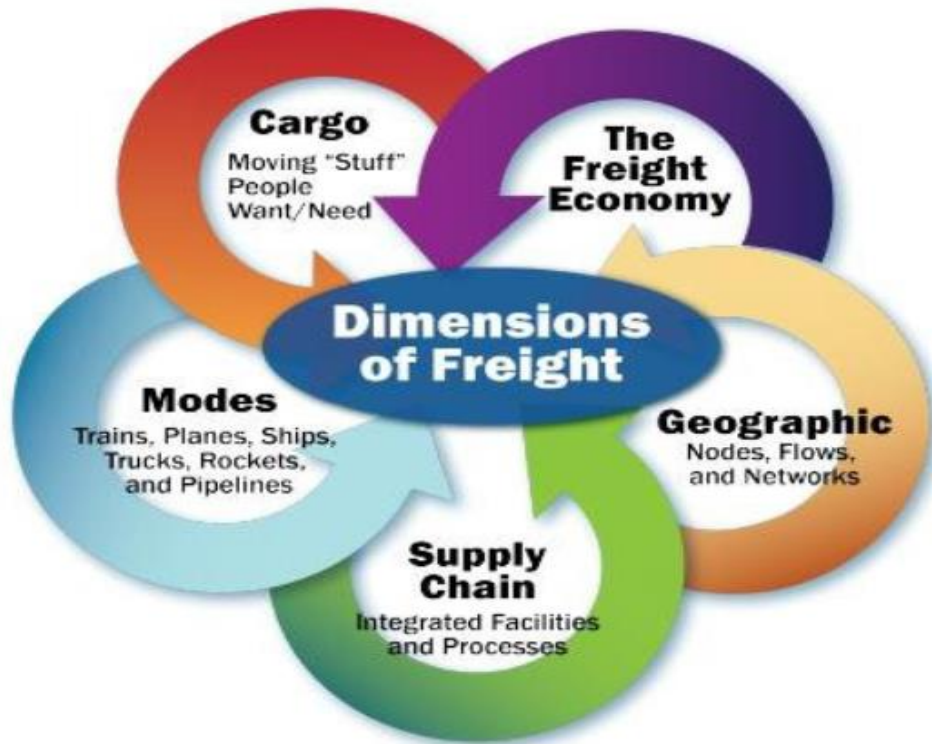 Cargo
Moving “Stuff”
People
Want/Need
The
Freight
Economy
Dimensions
of Freight
Modes
Trains, Planes, Ships,
Trucks, Rockets,
and Pipelines
Geographic
Nodes, Flows,
and Networks
Supply
Chain
Integrated Facilities
and Processes